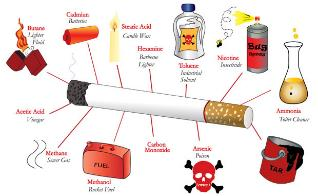 Butane
Lighter
Fluid
Cadmium
Batteries
Stearic Acid
Candle Wax
Hexamine
Barbecue
Lighter
Toluene
Industrial
Solvent
Nicotine
Insecticide
Bug
Spray
Ammonia
Toilet Cleaner
Acetic Acid
Vinegar
Methane
Sewer Gas
FUEL
Methanol
Rocket Fuel
Carbon
Monoxide
Arsenic
Poison
TAR